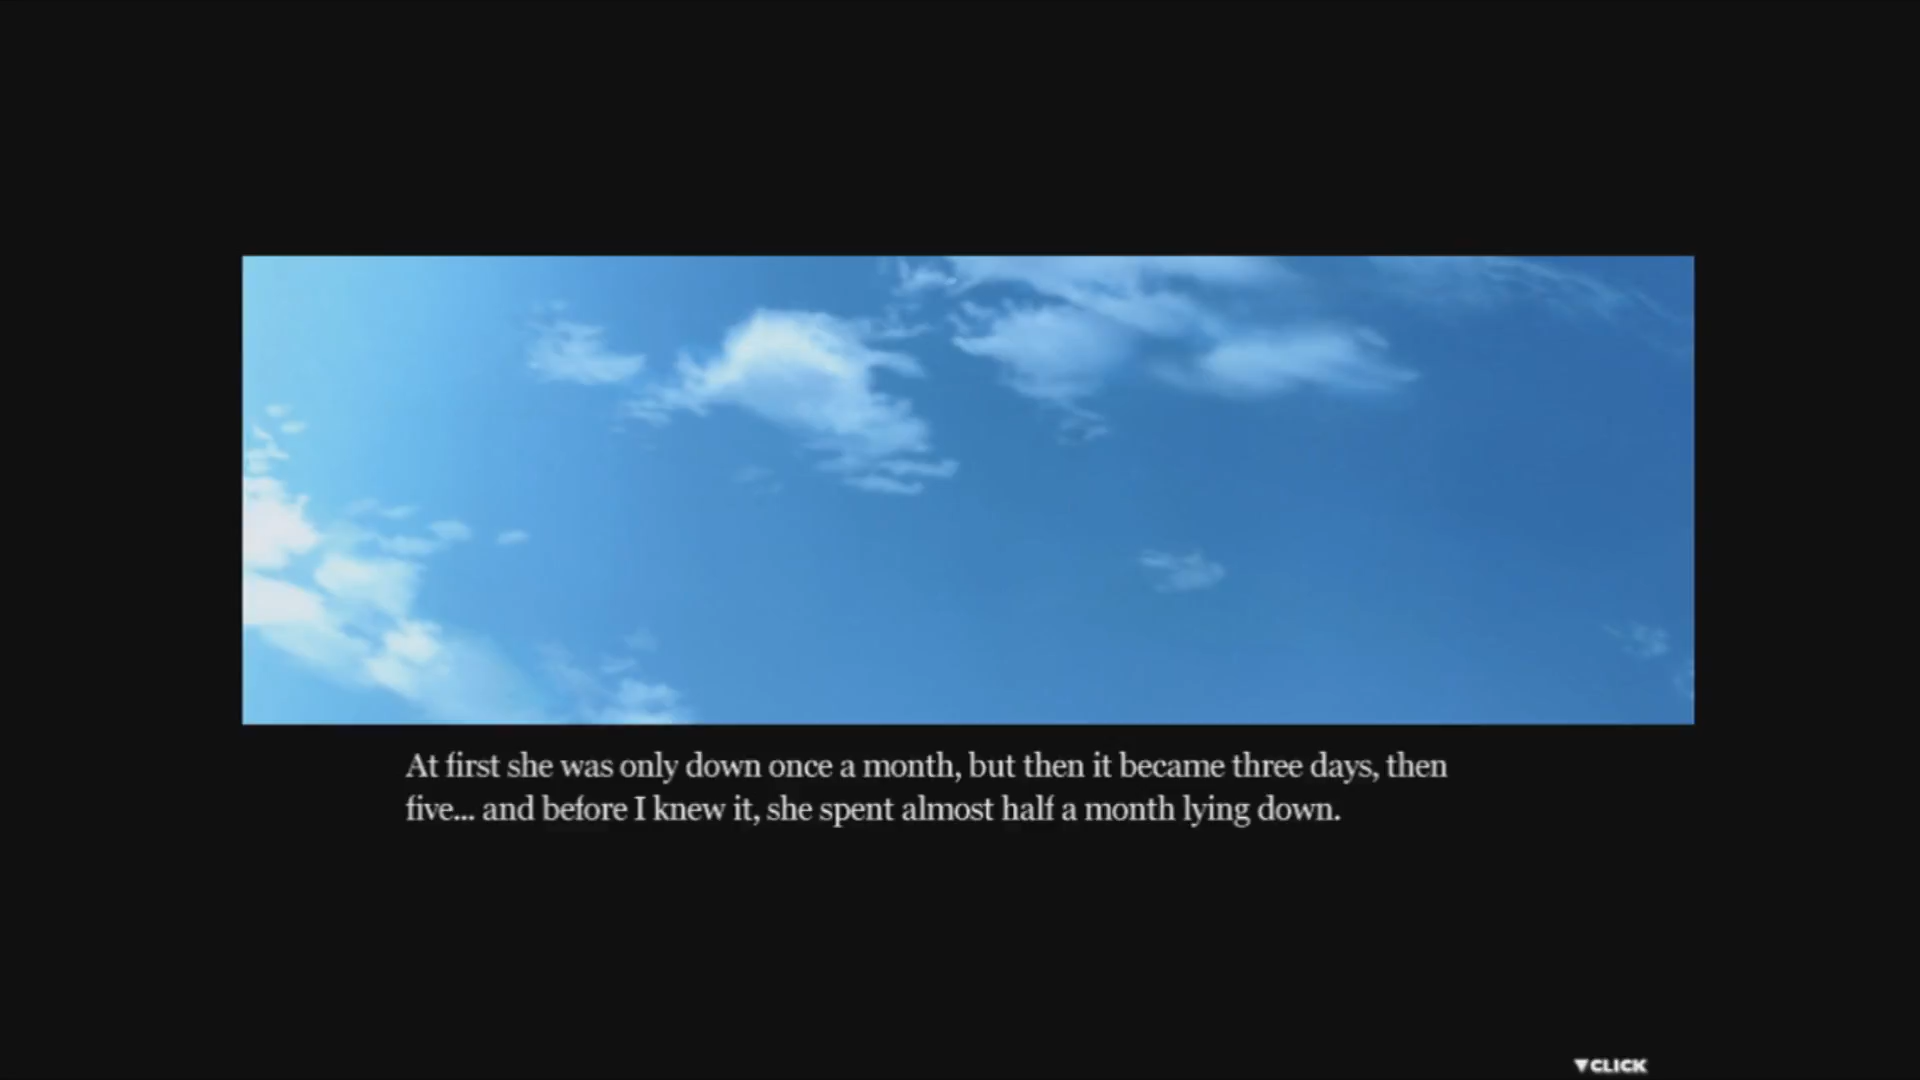 At first she was only down once a month, but then it became three days, then
five... and before I knew it, she spent almost half a month lying down.
▼CLICK